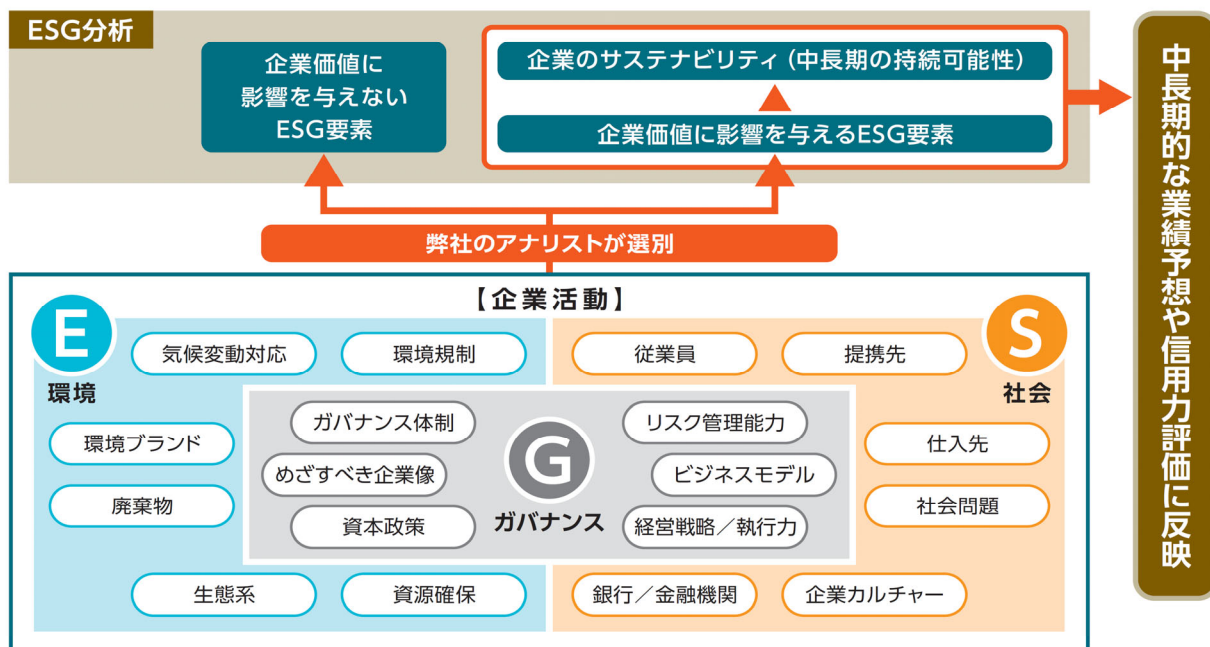 ESG分析
企業価値に
影響を与えない
ESG要素
企業のサステナビリティ（中長期の持続可能性）
企業価値に影響を与えるESG要素
中長期的な業績予想や信用力評価に反映
弊社のアナリストが選別
【企業活動】
E
環境
気候変動対応
環境規制
環境ブランド
廃棄物
生態系
資源確保
G
ガバナンス
ガバナンス体制
めざすべき企業像
資本政策
リスク管理能力
ビジネスモデル
経営戦略／執行力
S
社会
従業員
提携先
仕入先
社会問題
銀行／金融機関
企業カルチャー